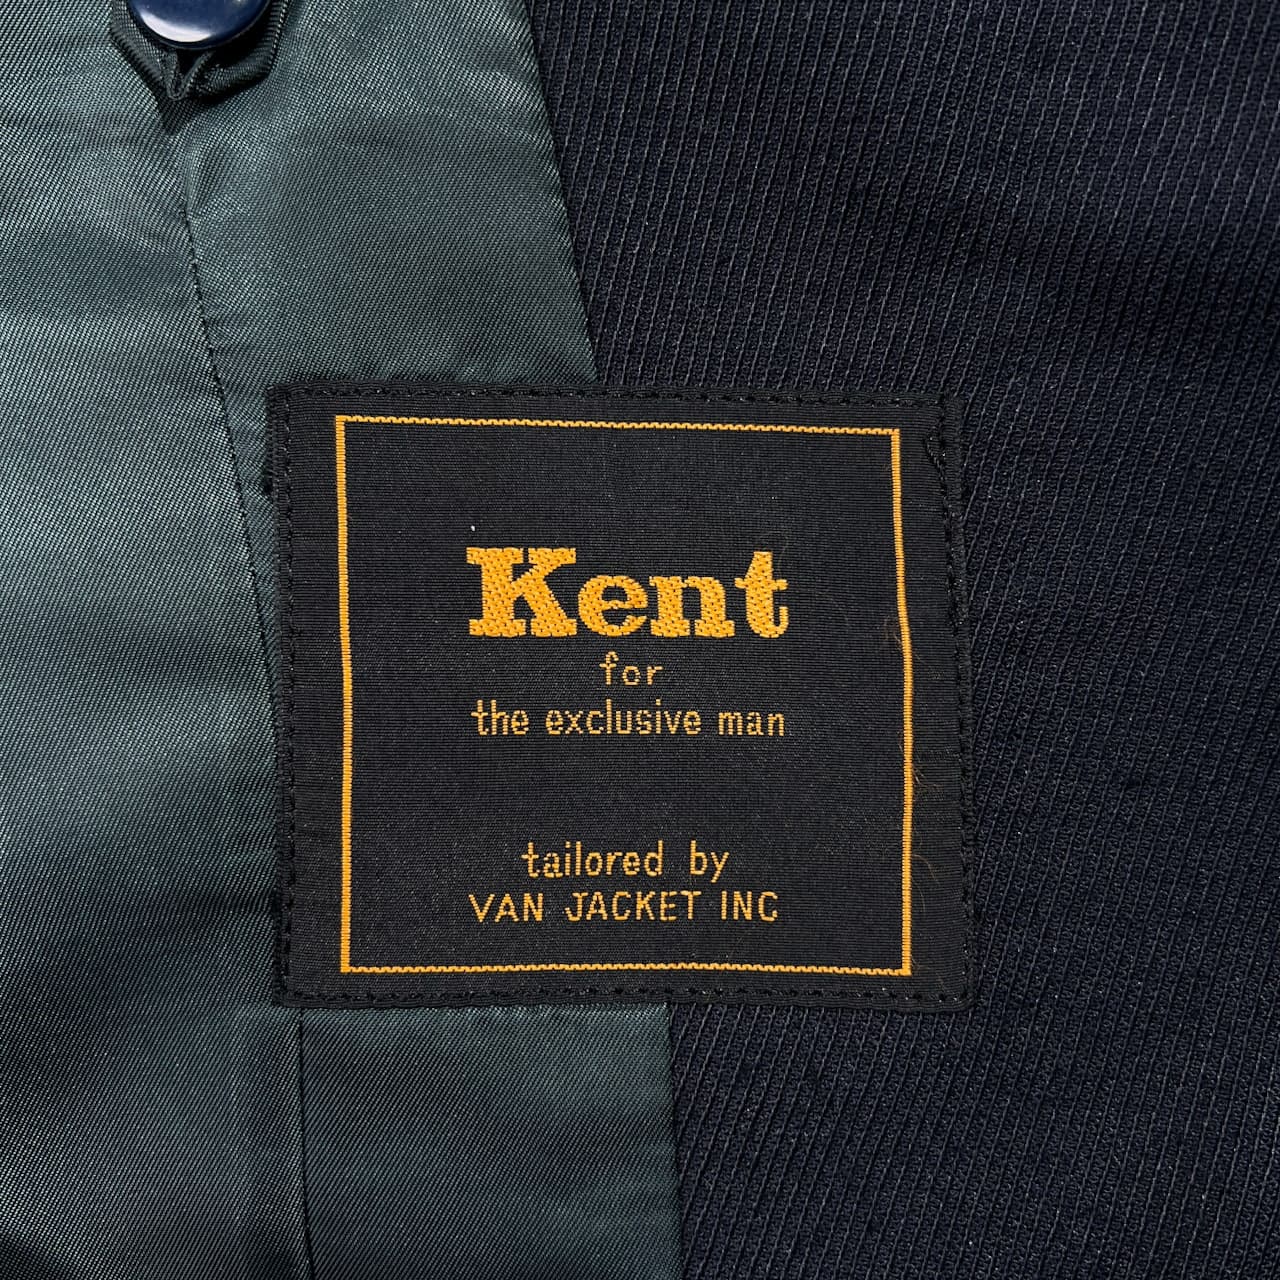 Kent
for
the exclusive man
tailored by
VAN JACKET INC